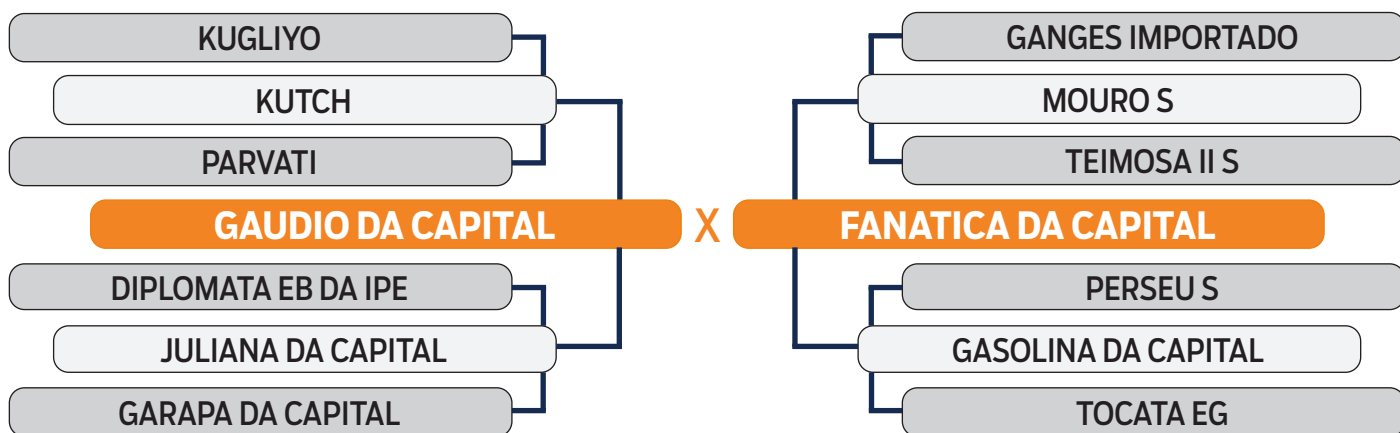 KUGLIYO
KUTCH
PARVATI
GAUDIO DA CAPITAL
DIPLOMATA EB DA IPE
JULIANA DA CAPITAL
GARAPA DA CAPITAL
X
GANGES IMPORTADO
MOURO S
TEIMOSA II S
FANATICA DA CAPITAL
PERSEU S
GASOLINA DA CAPITAL
TOCATA EG